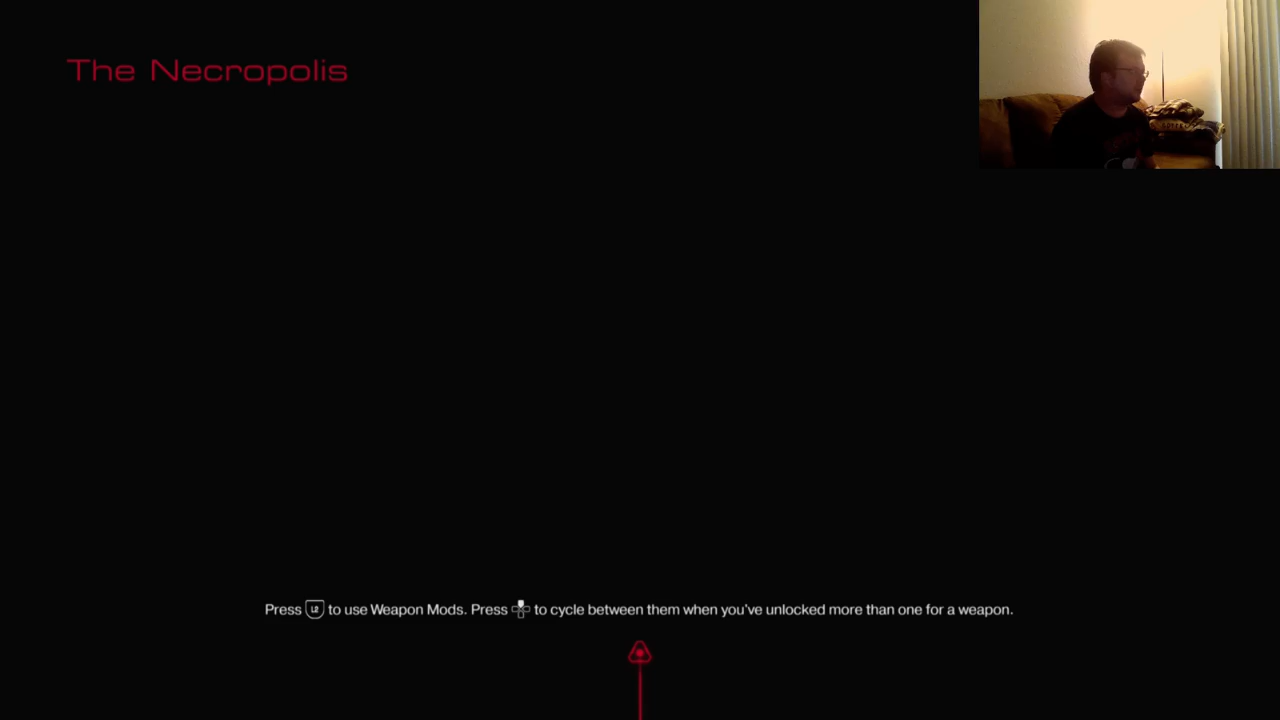 The Necropolis
Press L2 to use Weapon Mods. Press to cycle between them when you've unlocked more than one for a weapon.